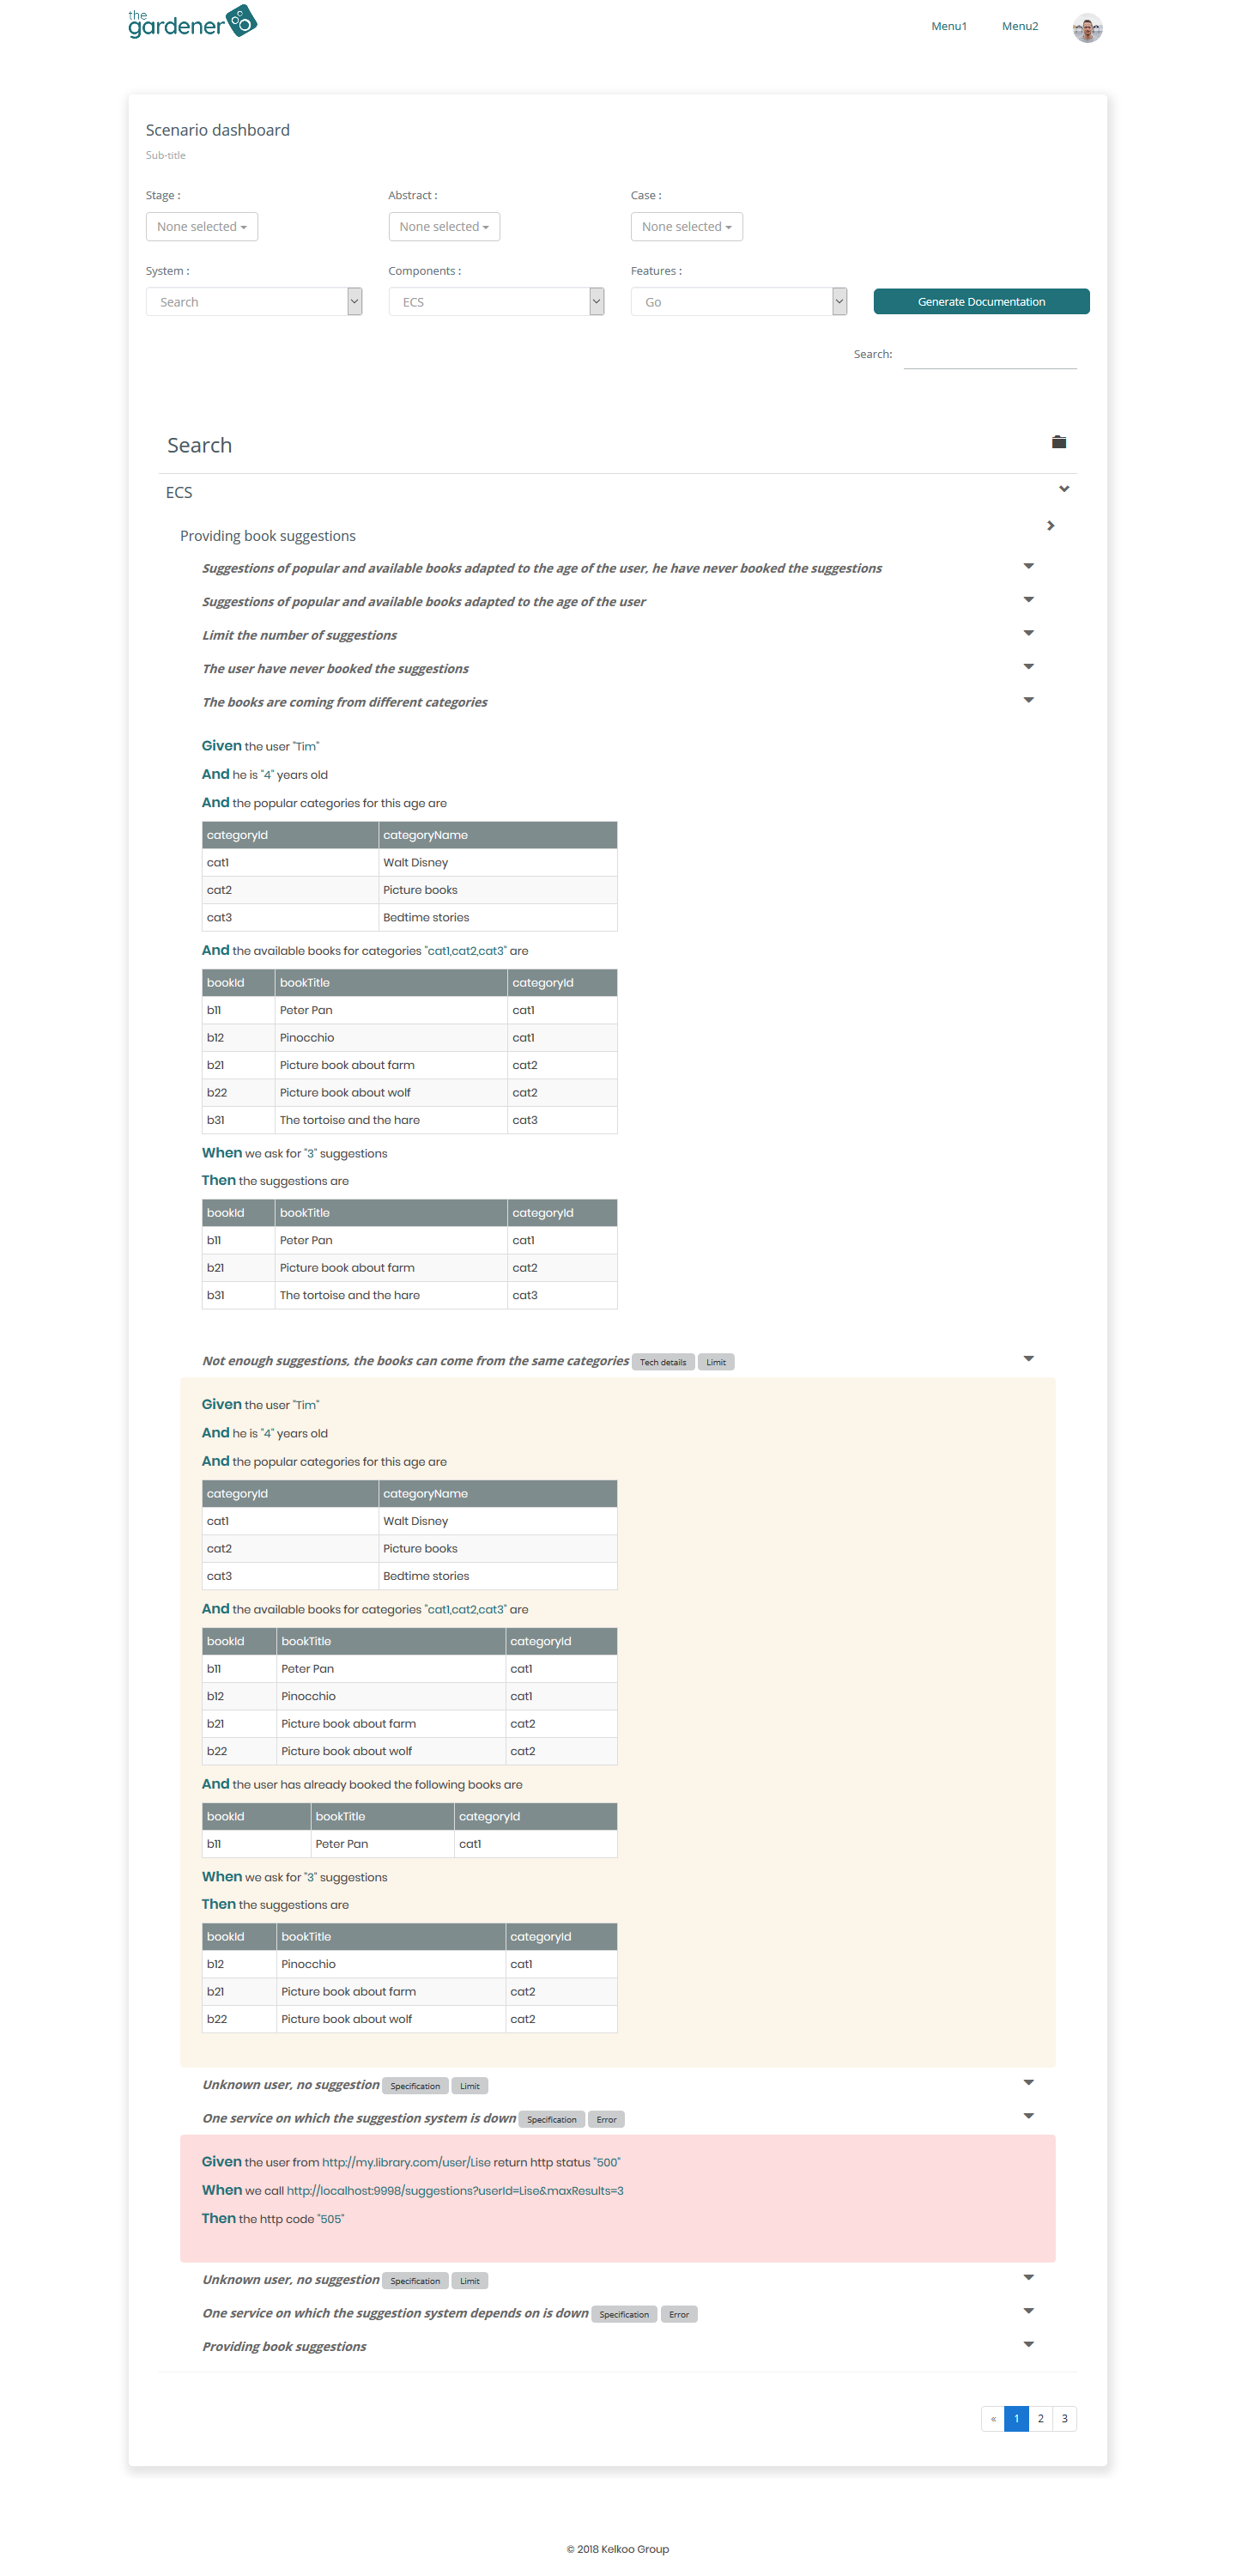 the
gardener
Menu1 Menu2
Scenario dashboard
Sub-title
Stage : Abstract : Case :
None selected None selected None selected
System : Components : Features :
Search ECS Go Generate Documentation
Search:
Search
ECS
Providing book suggestions
Suggestions of popular and available books adapted to the age of the user, he have never booked the suggestions
Suggestions of popular and available books adapted to the age of the user
Limit the number of suggestions
The user have never booked the suggestions
The books are coming from different categories
Given the user "Tim"
And he is "4" years old
And the popular categories for this age are
categoryId categoryName
cat1 Walt Disney
cat2 Picture books
cat3 Bedtime stories
And the available books for categories "cat1,cat2,cat3" are
bookId bookTitle categoryId
b11 Peter Pan cat1
b12 Pinocchio cat1
b21 Picture book about farm cat2
b22 Picture book about wolf cat2
b31 The tortoise and the hare cat3
When we ask for "3" suggestions
Then the suggestions are
bookId bookTitle categoryId
b11 Peter Pan cat1
b21 Picture book about farm cat2
b31 The tortoise and the hare cat3
Not enough suggestions, the books can come from the same categories Tech details Limit
Given the user "Tim"
And he is "4" years old
And the popular categories for this age are
categoryId categoryName
cat1 Walt Disney
cat2 Picture books
cat3 Bedtime stories
And the available books for categories "cat1,cat2,cat3" are
bookId bookTitle categoryId
b11 Peter Pan cat1
b12 Pinocchio cat1
b21 Picture book about farm cat2
b22 Picture book about wolf cat2
And the user has already booked the following books are
bookId bookTitle categoryId
b11 Peter Pan cat1
When we ask for "3" suggestions
Then the suggestions are
bookId bookTitle categoryId
b12 Pinocchio cat1
b21 Picture book about farm cat2
b22 Picture book about wolf cat2
Unknown user, no suggestion Specification Limit
One service on which the suggestion system is down Specification Error
Given the user from http://my.library.com/user/Lise return http status "500"
When we call http://localhost:9998/suggestions?userId=Lise&maxResults=3
Then the http code "505"
Unknown user, no suggestion Specification Limit
One service on which the suggestion system depends on is down Specification Error
Providing book suggestions
« 1 2 3
© 2018 Kelkoo Group